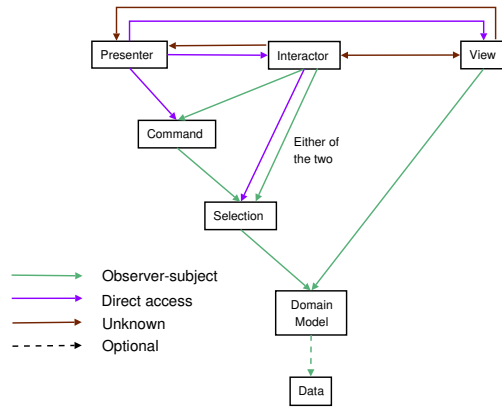 Presenter
Interactor
View
Command
Either of
the two
Selection
Observer-subject
Direct access
Unknown
Optional
Domain
Model
Data